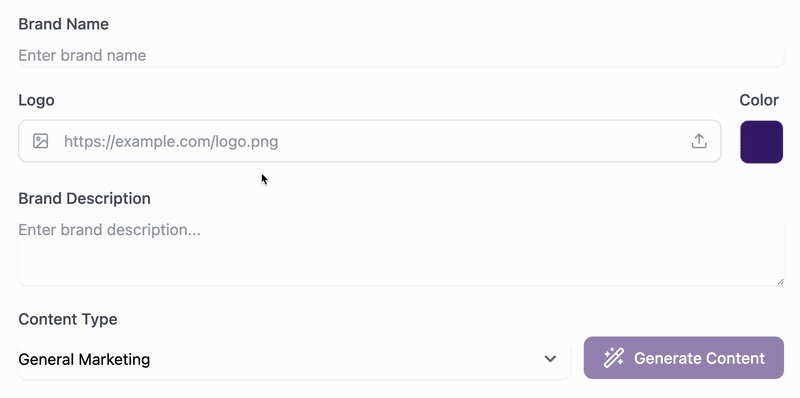 Brand Name
Enter brand name
Logo
Color
https://example.com/logo.png
Brand Description
Enter brand description...
Content Type
General Marketing
Generate Content